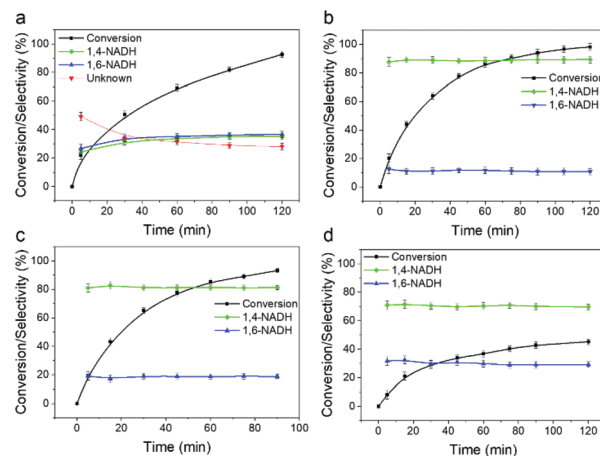 a
Conversion/Selectivity (%)
100
80
60
40
20
0
Conversion
1,4-NADH
1,6-NADH
Unknown
0 20 40 60 80 100 120
Time (min)
b
Conversion/Selectivity (%)
100
80
60
40
20
0
Conversion
1,4-NADH
1,6-NADH
0 20 40 60 80 100 120
Time (min)
c
Conversion/Selectivity (%)
100
80
60
40
20
0
Conversion
1,4-NADH
1,6-NADH
0 20 40 60 80 100
Time (min)
d
Conversion/Selectivity (%)
100
80
60
40
20
0
Conversion
1,4-NADH
1,6-NADH
0 20 40 60 80 100 120
Time (min)